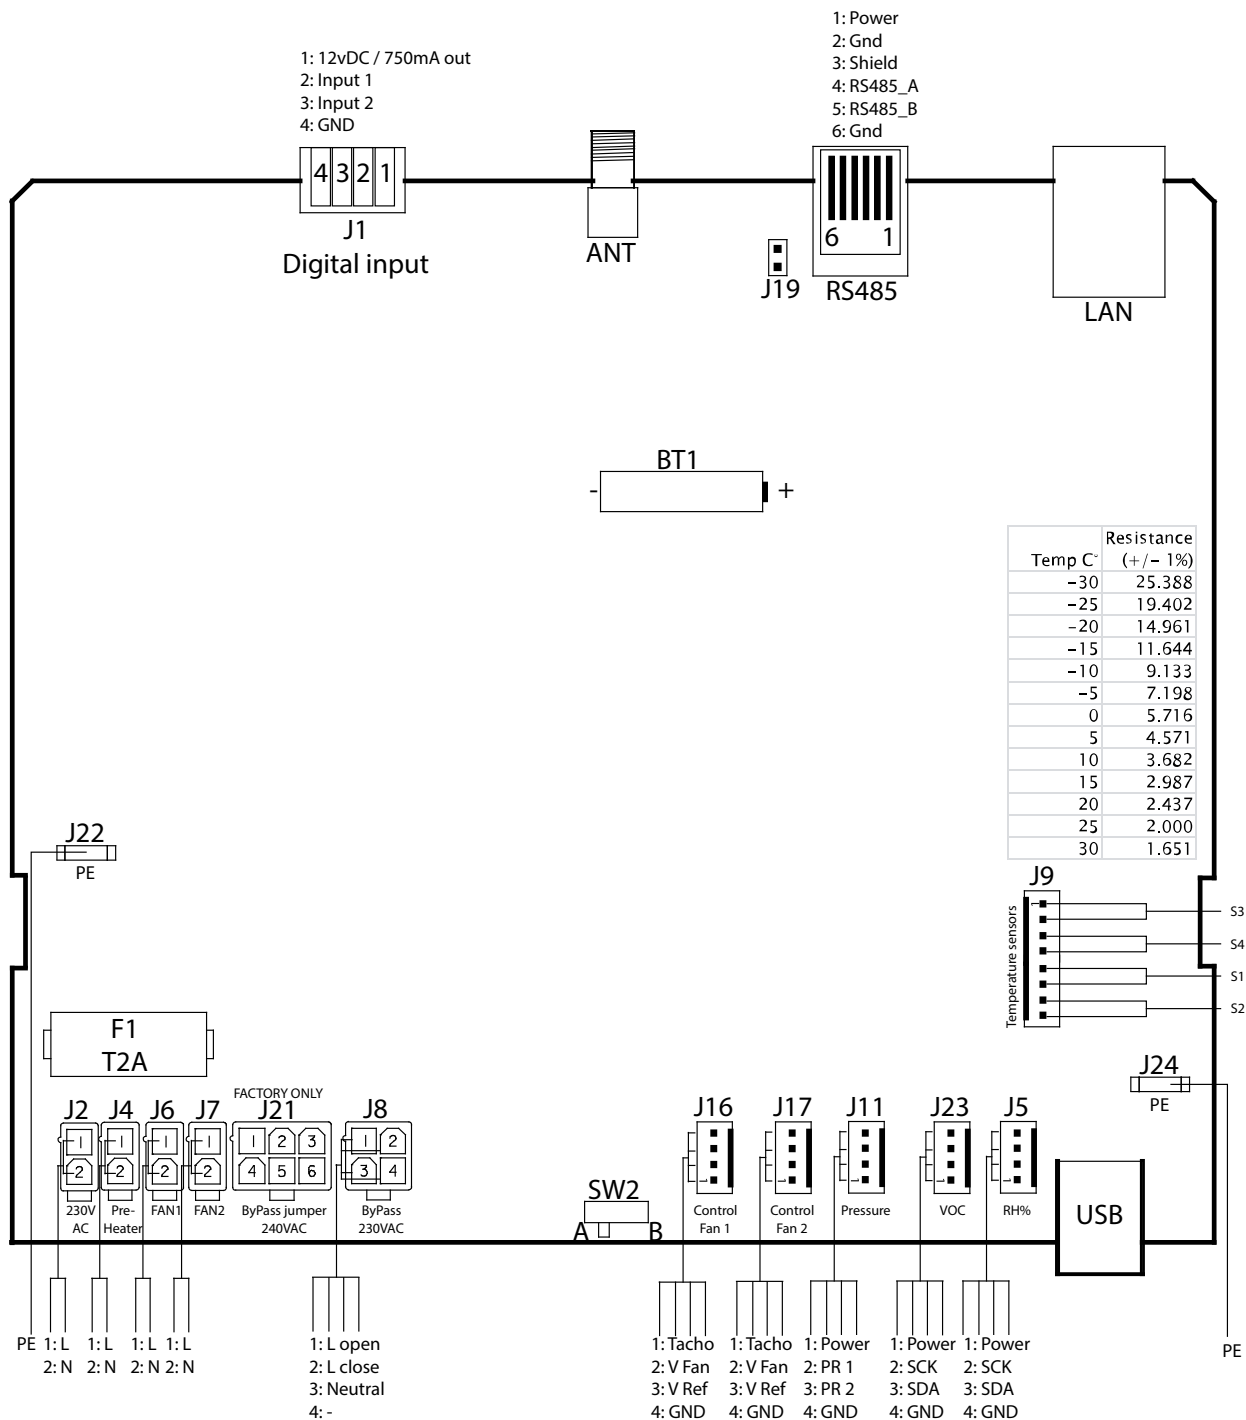 1: Power
2: Gnd
3: Shield
4: RS485_A
5: RS485_B
6: Gnd
1: 12vDC / 750mA out
2: Input 1
3: Input 2
4: GND
4 3 2 1
J1
Digital input
ANT
J19
6 1
RS485
LAN
BT1
- +
Temp C° Resistance (+/- 1%)
-30 25.388
-25 19.402
-20 14.961
-15 11.644
-10 9.133
-5 7.198
0 5.716
5 4.571
10 3.682
15 2.987
20 2.437
25 2.000
30 1.651
J22
PE
J9
Temperature sensors
1
S3
S4
S1
S2
F1
T2A
J24
PE
FACTORY ONLY
J2 J4 J6 J7 J21 J8
1 1 1 1 1 2 3 1 2
2 2 2 2 4 5 6 3 4
230V AC
Pre-Heater
FAN1
FAN2
ByPass jumper 240VAC
ByPass 230VAC
SW2
A B
J16 J17 J11 J23 J5
1 1 1 1 1
Control Fan 1
Control Fan 2
Pressure
VOC
RH%
USB
PE
1: L
2: N
1: L
2: N
1: L
2: N
1: L
2: N
1: L open
2: L close
3: Neutral
4: -
1: Tacho
2: V Fan
3: V Ref
4: GND
1: Tacho
2: V Fan
3: V Ref
4: GND
1: Power
2: PR 1
3: PR 2
4: GND
1: Power
2: SCK
3: SDA
4: GND
1: Power
2: SCK
3: SDA
4: GND
PE